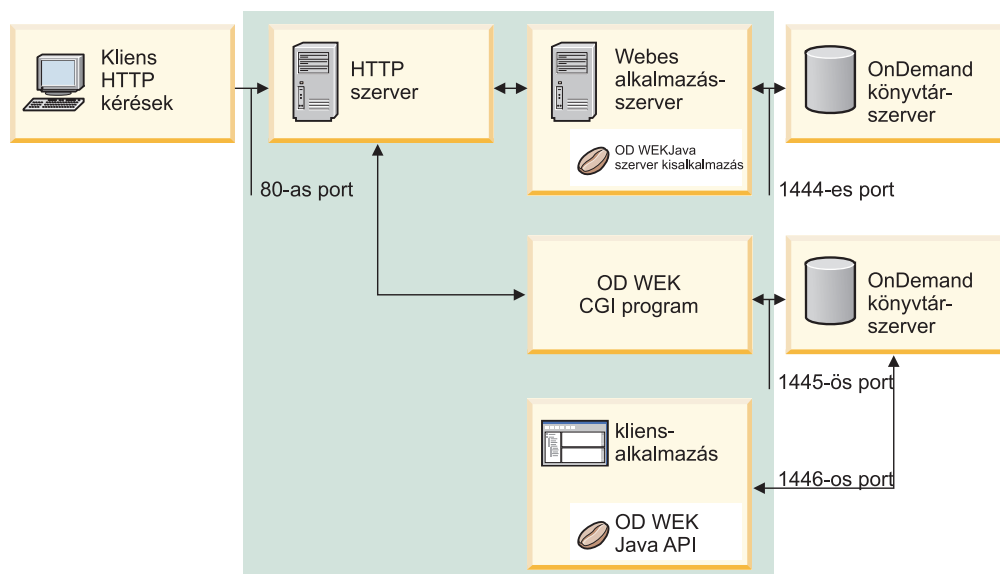 Kliens
HTTP
kérések
HTTP
szerver
Webes
alkalmazás-
szerver
OD WEKJava
szerver kisalkalmazás
OnDemand
könyvtár-
szerver
80-as port
1444-es port
OD WEK
CGI program
OnDemand
könyvtár-
szerver
1445-ös port
kliens-
alkalmazás
OD WEK
Java API
1446-os port